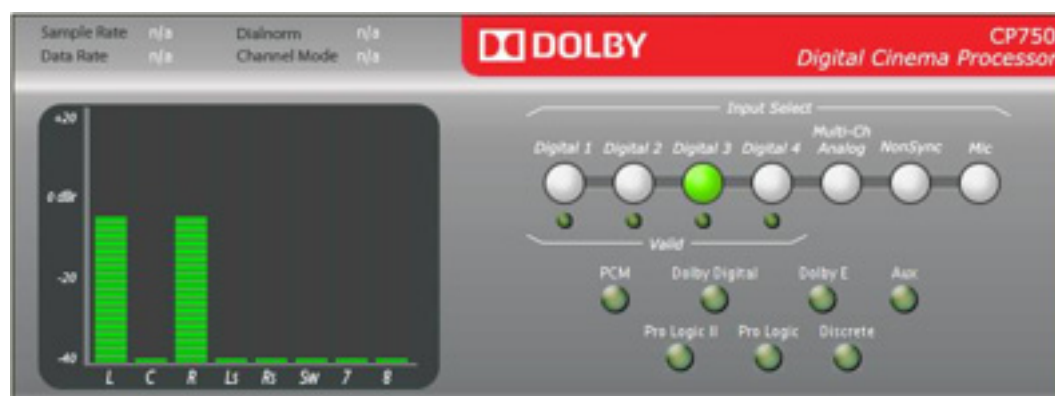 Sample Rate n/a Dialnorm n/a
Data Rate n/a Channel Mode n/a
DOLBY
CP750
Digital Cinema Processor
+20
0 dBr
-20
-40
L C R Ls Rs Sw 7 8
Input Select
Digital 1 Digital 2 Digital 3 Digital 4 Multi-Ch Analog NonSync Mic
Valid
PCM Dolby Digital Dolby E Aux
Pro Logic II Pro Logic Discrete